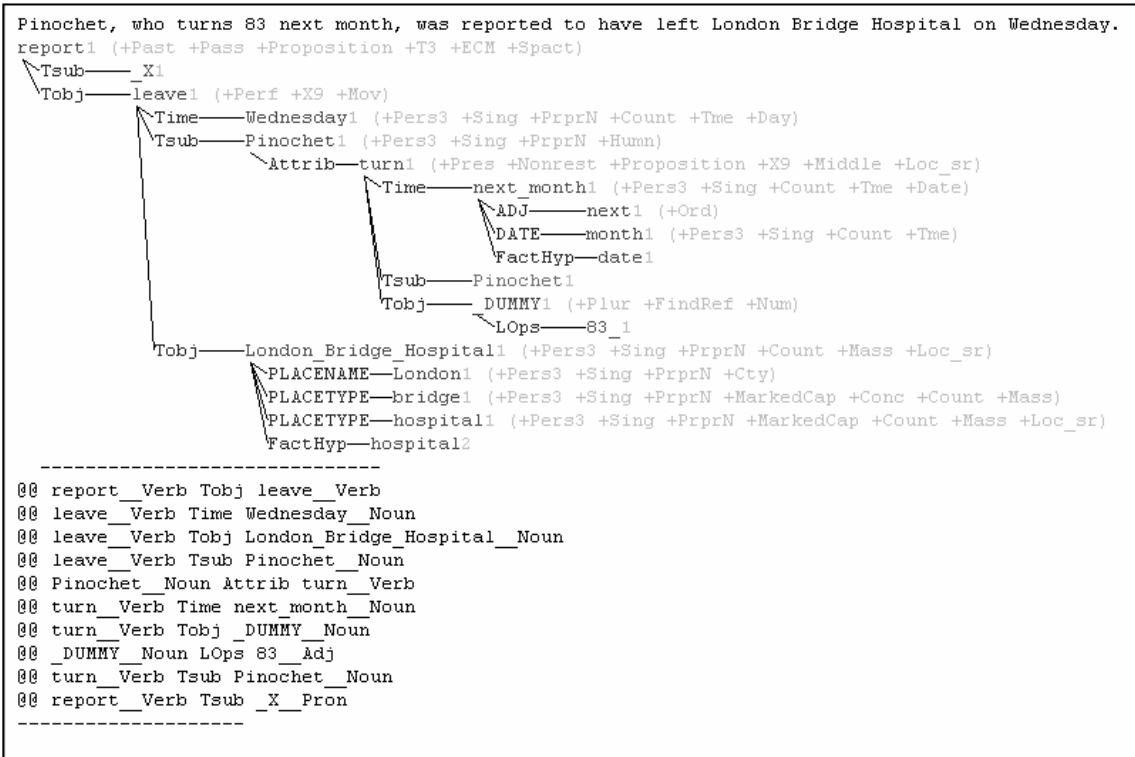 Pinochet, who turns 83 next month, was reported to have left London Bridge Hospital on Wednesday.
report1 (+Past +Pass +Proposition +T3 +ECM +Spact)
Tsub _X1
Tobj leave1 (+Perf +X9 +Mov)
Time Wednesday1 (+Pers3 +Sing +PrprN +Count +Tme +Day)
Tsub Pinochet1 (+Pers3 +Sing +PrprN +Humn)
Attrib turn1 (+Pres +Nonrest +Proposition +X9 +Middle +Loc_sr)
Time next_month1 (+Pers3 +Sing +Count +Tme +Date)
ADJ next1 (+Ord)
DATE month1 (+Pers3 +Sing +Count +Tme)
FactHyp date1
Tsub Pinochet1
Tobj _DUMMY1 (+Plur +FindRef +Num)
LOps 83_1
Tobj London_Bridge_Hospital1 (+Pers3 +Sing +PrprN +Count +Mass +Loc_sr)
PLACENAME London1 (+Pers3 +Sing +PrprN +Cty)
PLACETYPE bridge1 (+Pers3 +Sing +PrprN +MarkedCap +Conc +Count +Mass)
PLACETYPE hospital1 (+Pers3 +Sing +PrprN +MarkedCap +Count +Mass +Loc_sr)
FactHyp hospital2
-------------------------------
@@ report__Verb Tobj leave__Verb
@@ leave__Verb Time Wednesday__Noun
@@ leave__Verb Tobj London_Bridge_Hospital__Noun
@@ leave__Verb Tsub Pinochet__Noun
@@ Pinochet__Noun Attrib turn__Verb
@@ turn__Verb Time next_month__Noun
@@ turn__Verb Tobj _DUMMY__Noun
@@ _DUMMY__Noun LOps 83__Adj
@@ turn__Verb Tsub Pinochet__Noun
@@ report__Verb Tsub _X__Pron
---------------------